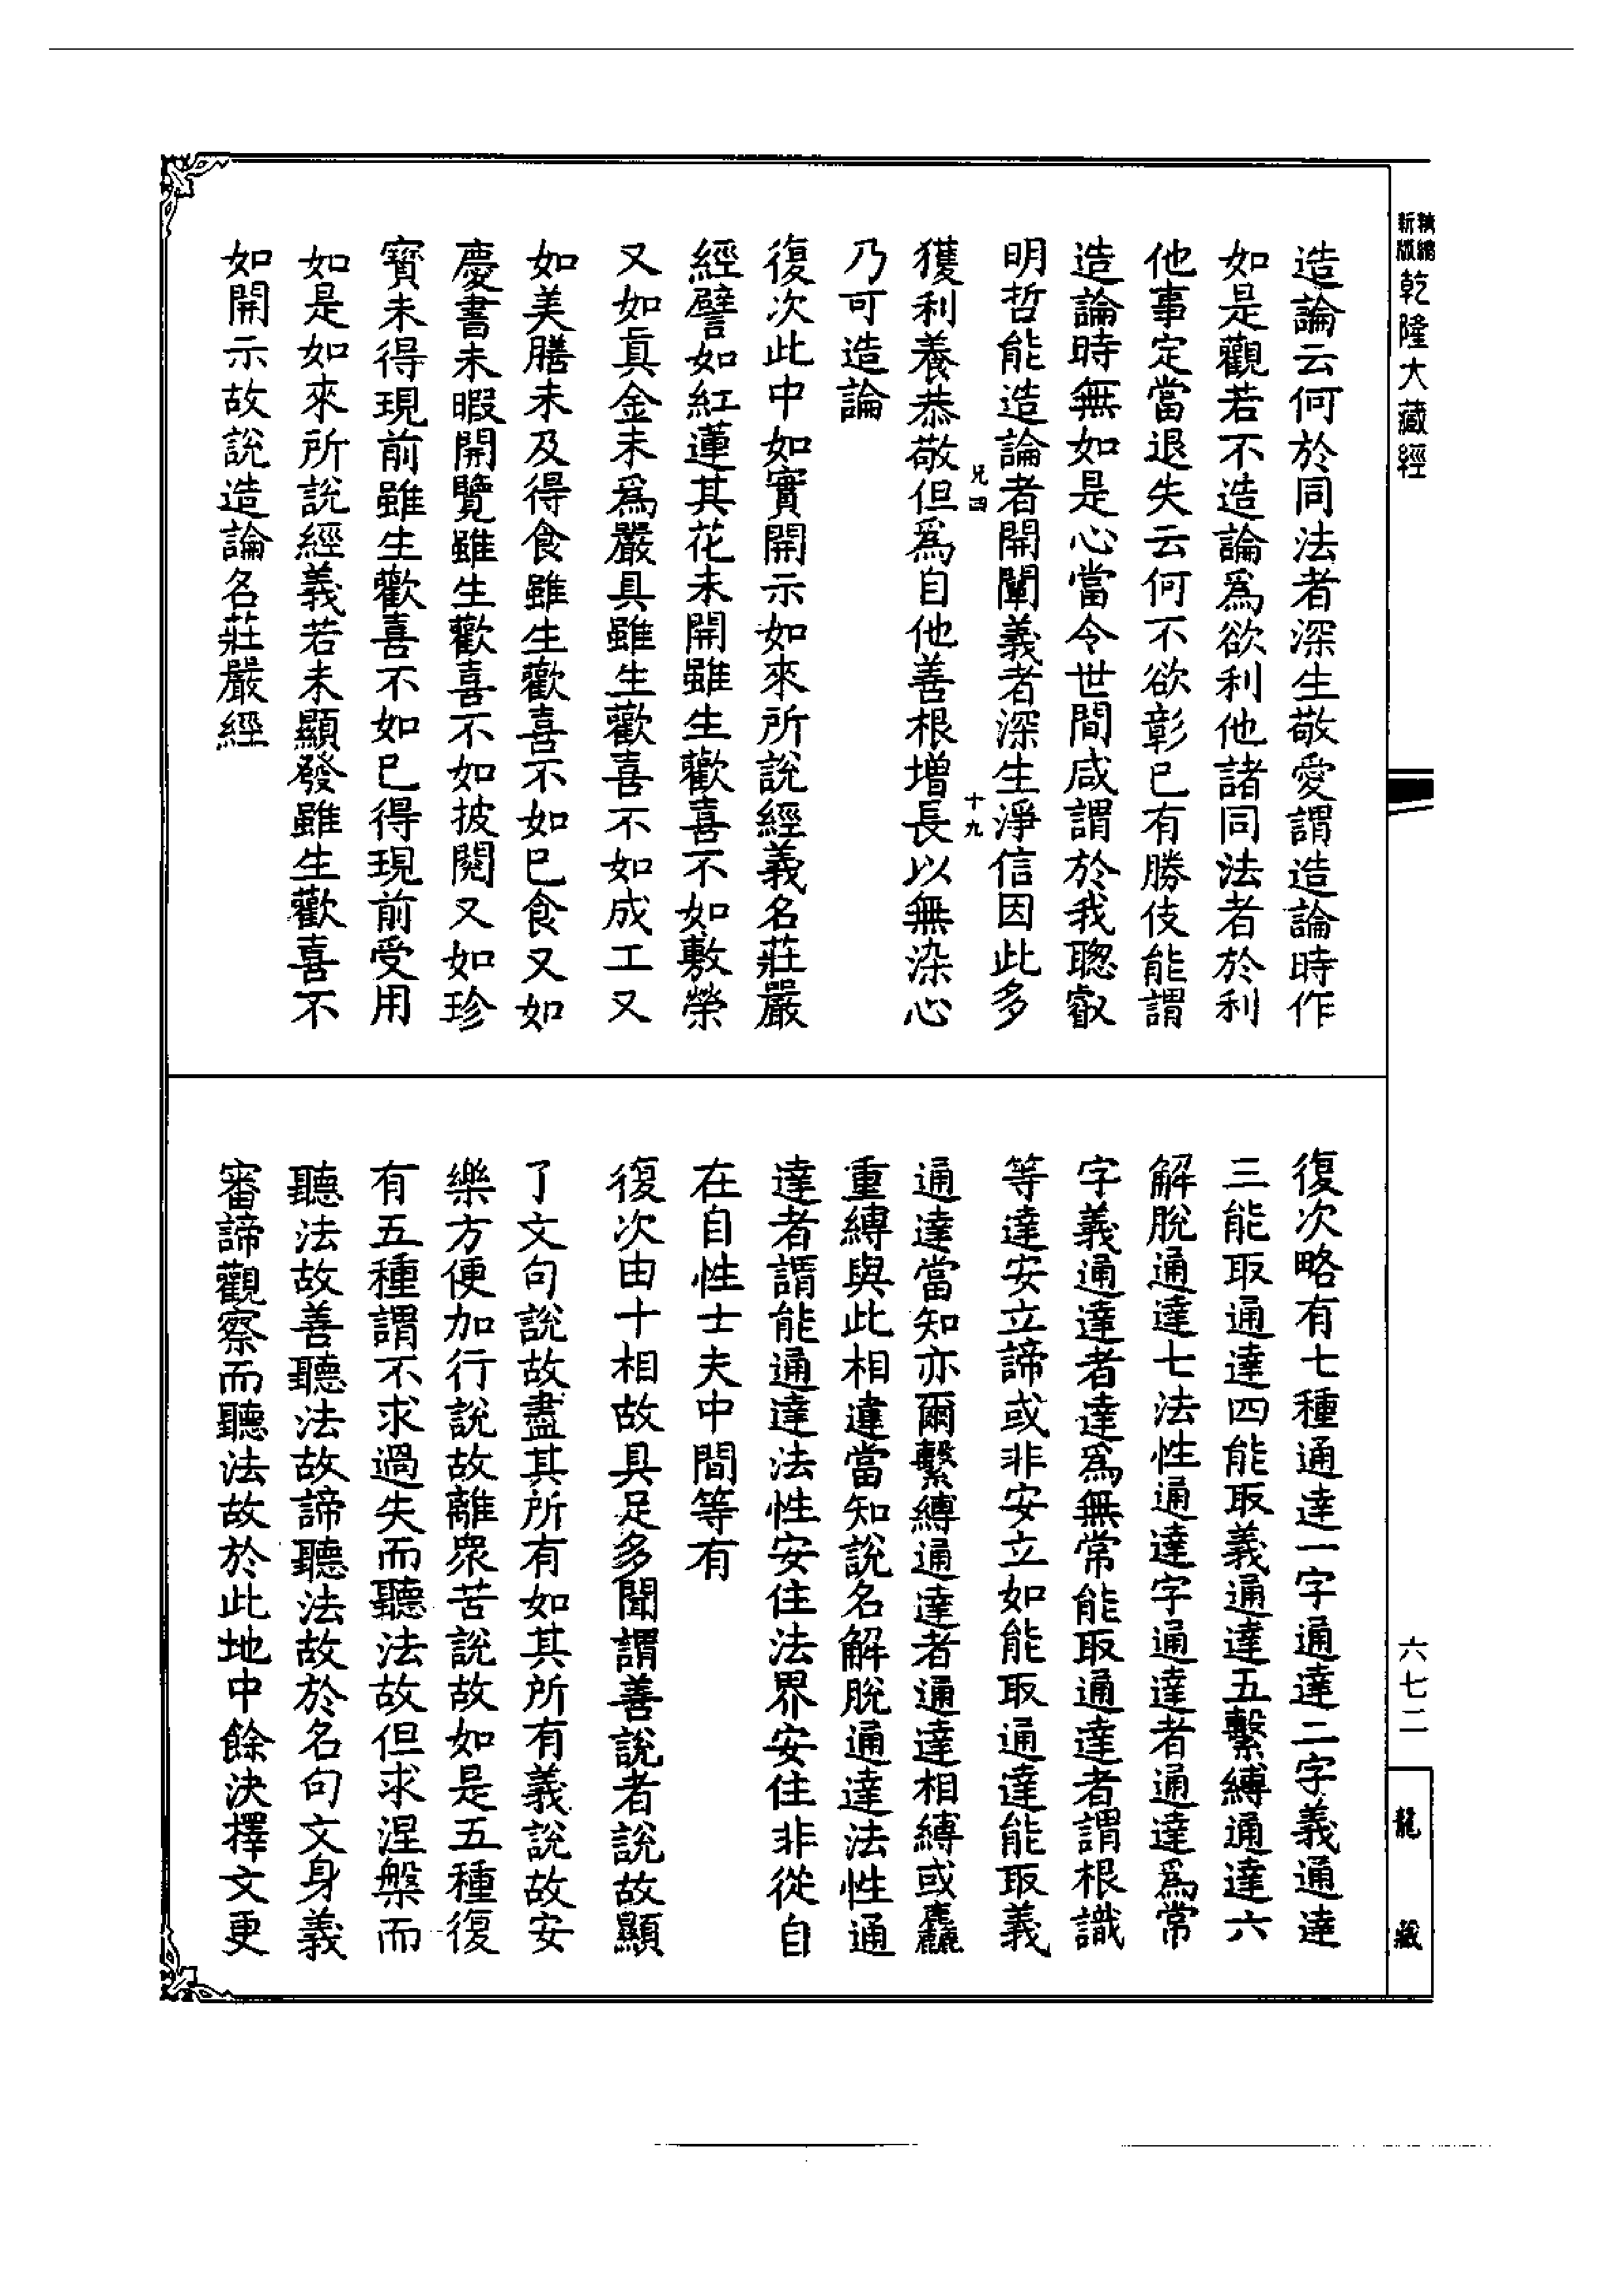 精縮新版乾隆大藏經
造論云何於同法者深生敬愛謂造論時作
如是觀若不造論爲欲利他諸同法者於利
他事定當退失云何不欲彰已有勝伎能謂
造論時無如是心當令世間咸謂於我聰叡
明哲能造論者開闡義者深生淨信因此多
兄四 十九
獲利養恭敬但爲自他善根增長以無染心
乃可造論
復次此中如實開示如來所說經義名莊嚴
經譬如紅蓮其花未開雖生歡喜不如敷榮
又如眞金未爲嚴具雖生歡喜不如成工又
如美膳未及得食雖生歡喜不如已食又如
慶書未暇開覽雖生歡喜不如披閱又如珍
寶未得現前雖生歡喜不如已得現前受用
如是如來所說經義若未顯發雖生歡喜不
如開示故說造論名莊嚴經
復次略有七種通達一字通達二字義通達
三能取通達四能取義通達五繫縛通達六
解脫通達七法性通達字通達者通達爲常
字義通達者達爲無常能取通達者謂根識
等達安立諦或非安立如能取通達能取義
通達當知亦爾繫縛通達者通達相縛或麤
重縛與此相違當知說名解脫通達法性通
達者謂能通達法性安住法界安住非從自
在自性士夫中間等有
復次由十相故具足多聞謂善說者說故顯
了文句說故盡其所有如其所有義說故安
樂方便加行說故離眾苦說故如是五種復
有五種謂不求過失而聽法故但求涅槃而
聽法故善聽法故諦聽法故於名句文身義
審諦觀察而聽法故於此地中餘決擇文更
六七二
龍藏